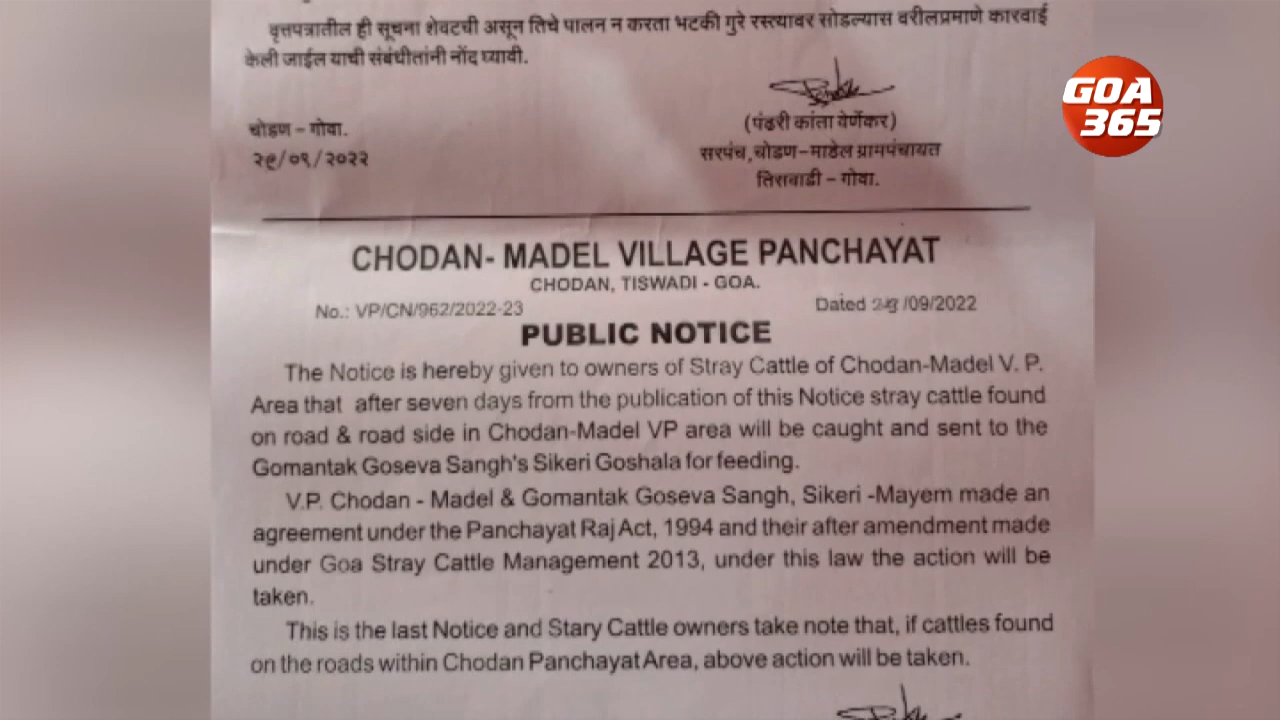 वृत्तपत्रातील ही सूचना शेवटची असून तिचे पालन न करता भटकी गुरे रस्त्यावर सोडल्यास वरीलप्रमाणे कारवाई
केली जाईल याची संबंधीतांनी नोंद घ्यावी.
(पंढरी कांता वेर्णेकर)
चोडण – गोवा.
सरपंच, चोडण-माडेल ग्रामपंचायत
२९/०९/२०२२
तिसवाडी – गोवा.
GOA
365
CHODAN- MADEL VILLAGE PANCHAYAT
CHODAN, TISWADI - GOA.
No.: VP/CN/962/2022-23
Dated /09/2022
PUBLIC NOTICE
The Notice is hereby given to owners of Stray Cattle of Chodan-Madel V. P.
Area that after seven days from the publication of this Notice stray cattle found
on road & road side in Chodan-Madel VP area will be caught and sent to the
Gomantak Goseva Sangh's Sikeri Goshala for feeding.
V.P. Chodan - Madel & Gomantak Goseva Sangh, Sikeri -Mayem made an
agreement under the Panchayat Raj Act, 1994 and their after amendment made
under Goa Stray Cattle Management 2013, under this law the action will be
taken.
This is the last Notice and Stary Cattle owners take note that, if cattles found
on the roads within Chodan Panchayat Area, above action will be taken.